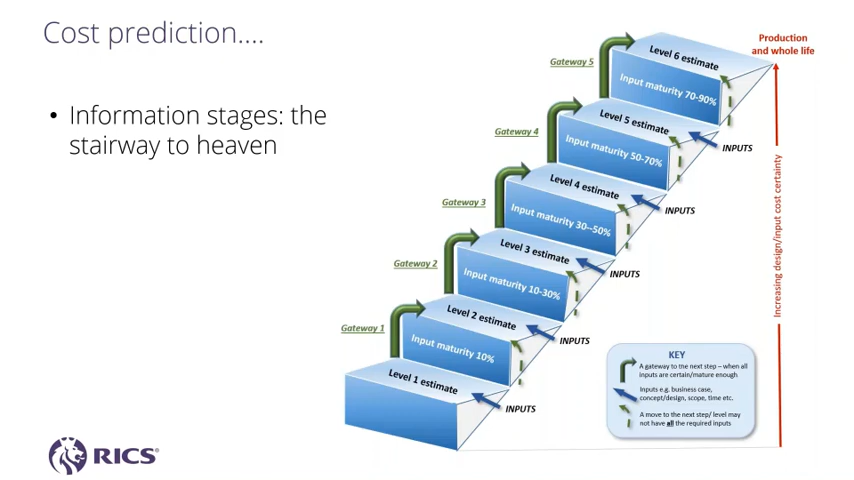 Cost prediction....
• Information stages: the
stairway to heaven
Production
and whole life
Gateway 5
Level 6 estimate
Input maturity 70-90%
Gateway 4
Level 5 estimate
INPUTS
Input maturity 50-70%
Gateway 3
Level 4 estimate
INPUTS
Input maturity 30--50%
Gateway 2
Level 3 estimate
INPUTS
Input maturity 10-30%
Gateway 1
Level 2 estimate
INPUTS
Input maturity 10%
Level 1 estimate
INPUTS
Increasing design/input cost certainty
KEY
A gateway to the next step – when all
inputs are certain/mature enough
Inputs e.g. business case,
concept/design, scope, time etc.
A move to the next step/ level may
not have all the required inputs
RICS®